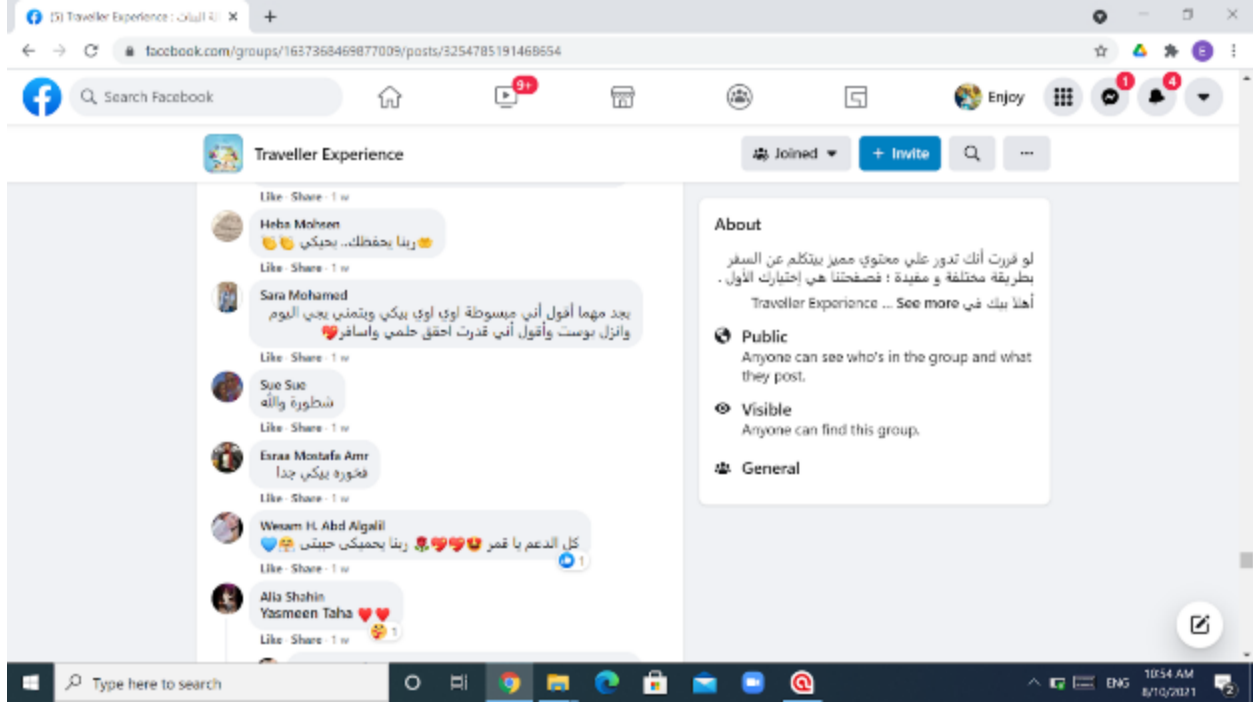 (5) Traveller Experience :
facebook.com/groups/1637368469877009/posts/3254785191468654
Search Facebook
9+
Enjoy
1
4
Traveller Experience
Joined
+ Invite
Like · Share · 1 w
Heba Mohsen
🤲ربنا يحفظك.. بحيكي 👏👏
Like · Share · 1 w
Sara Mohamed
بجد مهما أقول أني مبسوطة اوي اوي بيكي وبتمني يجي اليوم
وانزل بوست وأقول أني قدرت احقق حلمي واسافر💖
Like · Share · 1 w
Sue Sue
شطورة والله
Like · Share · 1 w
Esraa Mostafa Amr
فخوره بيكي جدا
Like · Share · 1 w
Wesam H. Abd Algalil
كل الدعم يا قمر 😍💖💖🌹 ربنا يحميكى حبيبتى 🤗💙
1
Like · Share · 1 w
Alia Shahin
Yasmeen Taha ❤️❤️
1
Like · Share · 1 w
About
لو قررت أنك تدور علي محتوي مميز بيتكلم عن السفر
بطريقة مختلفة و مفيدة ؛ فصفحتنا هي إختيارك الأول .
أهلا بيك في Traveller Experience ... See more
Public
Anyone can see who's in the group and what
they post.
Visible
Anyone can find this group.
General
Type here to search
ENG
10:54 AM
8/10/2021
2